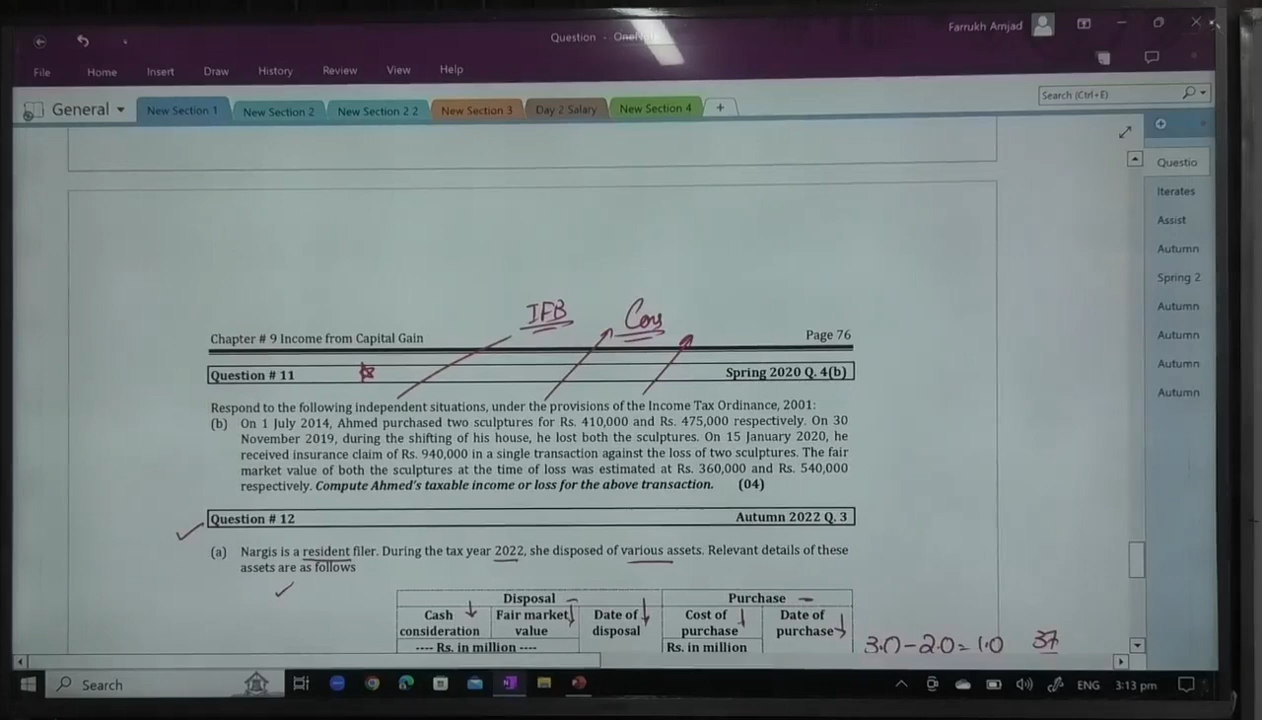 Farrukh Amjad
Question - OneN
File Home Insert Draw History Review View Help
General New Section 1 New Section 2 New Section 2 2 New Section 3 Day 2 Salary New Section 4 +
Search (Ctrl+E)
Questio
Iterates
Assist
Autumn
Spring 2
Autumn
Autumn
Autumn
Autumn
IFB Cons
Chapter # 9 Income from Capital Gain Page 76
Question # 11 Spring 2020 Q. 4(b)
Respond to the following independent situations, under the provisions of the Income Tax Ordinance, 2001:
(b) On 1 July 2014, Ahmed purchased two sculptures for Rs. 410,000 and Rs. 475,000 respectively. On 30
November 2019, during the shifting of his house, he lost both the sculptures. On 15 January 2020, he
received insurance claim of Rs. 940,000 in a single transaction against the loss of two sculptures. The fair
market value of both the sculptures at the time of loss was estimated at Rs. 360,000 and Rs. 540,000
respectively. Compute Ahmed's taxable income or loss for the above transaction. (04)
Question # 12 Autumn 2022 Q. 3
(a) Nargis is a resident filer. During the tax year 2022, she disposed of various assets. Relevant details of these
assets are as follows
Disposal Purchase
Cash Fair market Date of Cost of Date of
consideration value disposal purchase purchase
---- Rs. in million ---- Rs. in million
3.0-2.0=1.0 37
Search
ENG 3:13 pm